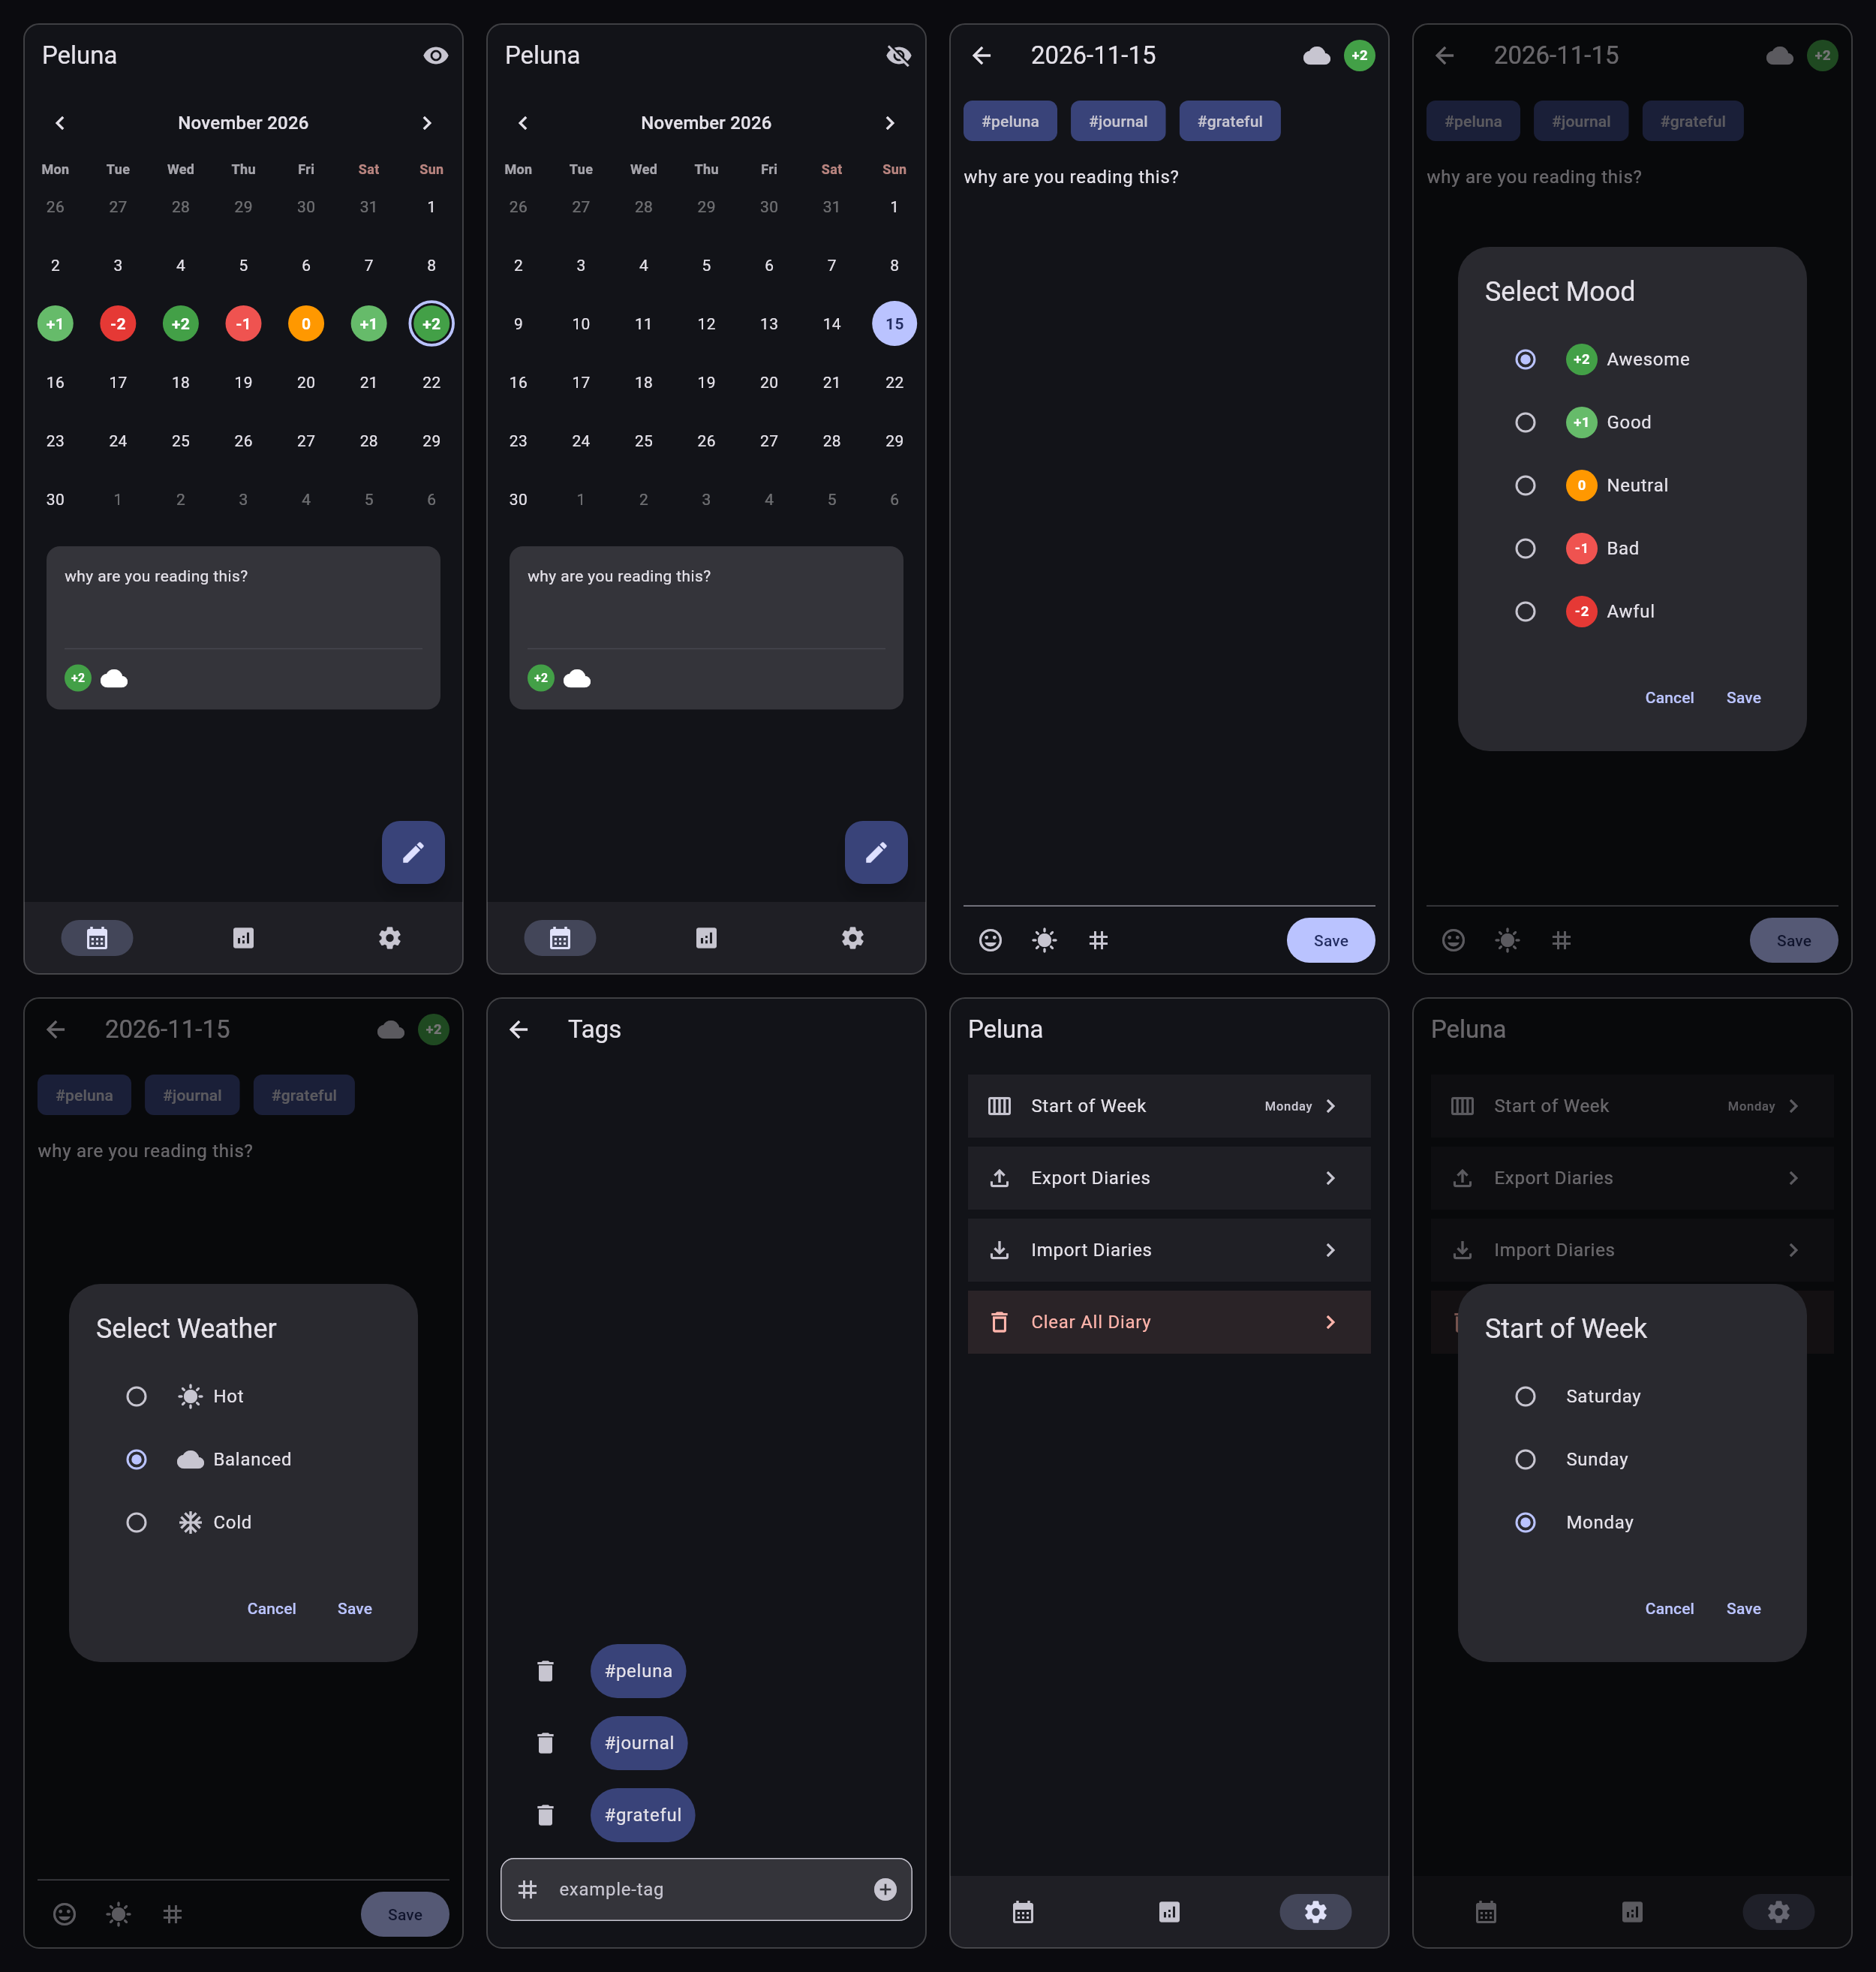 Peluna
November 2026
Mon Tue Wed Thu Fri Sat Sun
26 27 28 29 30 31 1
2 3 4 5 6 7 8
+1 -2 +2 -1 0 +1 +2
16 17 18 19 20 21 22
23 24 25 26 27 28 29
30 1 2 3 4 5 6
why are you reading this?
+2
Peluna
November 2026
Mon Tue Wed Thu Fri Sat Sun
26 27 28 29 30 31 1
2 3 4 5 6 7 8
9 10 11 12 13 14 15
16 17 18 19 20 21 22
23 24 25 26 27 28 29
30 1 2 3 4 5 6
why are you reading this?
+2
2026-11-15 +2
#peluna #journal #grateful
why are you reading this?
Save
2026-11-15 +2
#peluna #journal #grateful
why are you reading this?
Select Mood
+2 Awesome
+1 Good
0 Neutral
-1 Bad
-2 Awful
Cancel Save
Save
2026-11-15 +2
#peluna #journal #grateful
why are you reading this?
Select Weather
Hot
Balanced
Cold
Cancel Save
Save
Tags
#peluna
#journal
#grateful
# example-tag
Peluna
Start of Week Monday
Export Diaries
Import Diaries
Clear All Diary
Peluna
Start of Week Monday
Export Diaries
Import Diaries
Start of Week
Saturday
Sunday
Monday
Cancel Save